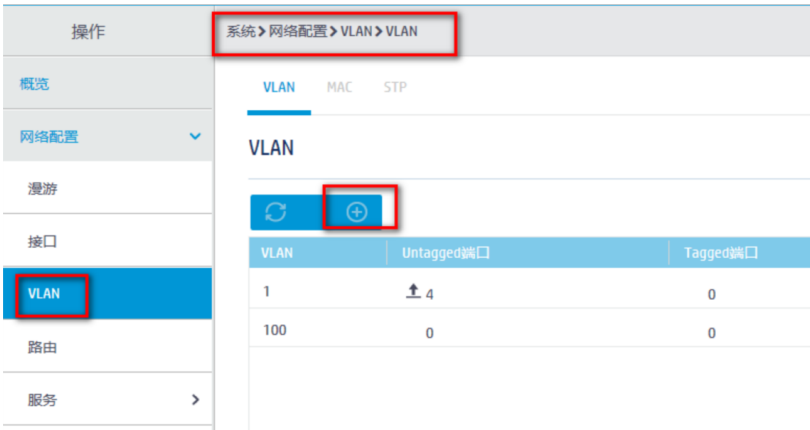 操作
系统>网络配置>VLAN>VLAN
概览
网络配置
漫游
接口
VLAN
路由
服务
VLAN MAC STP
VLAN
VLAN Untagged端口 Tagged端口
1 4 0
100 0 0